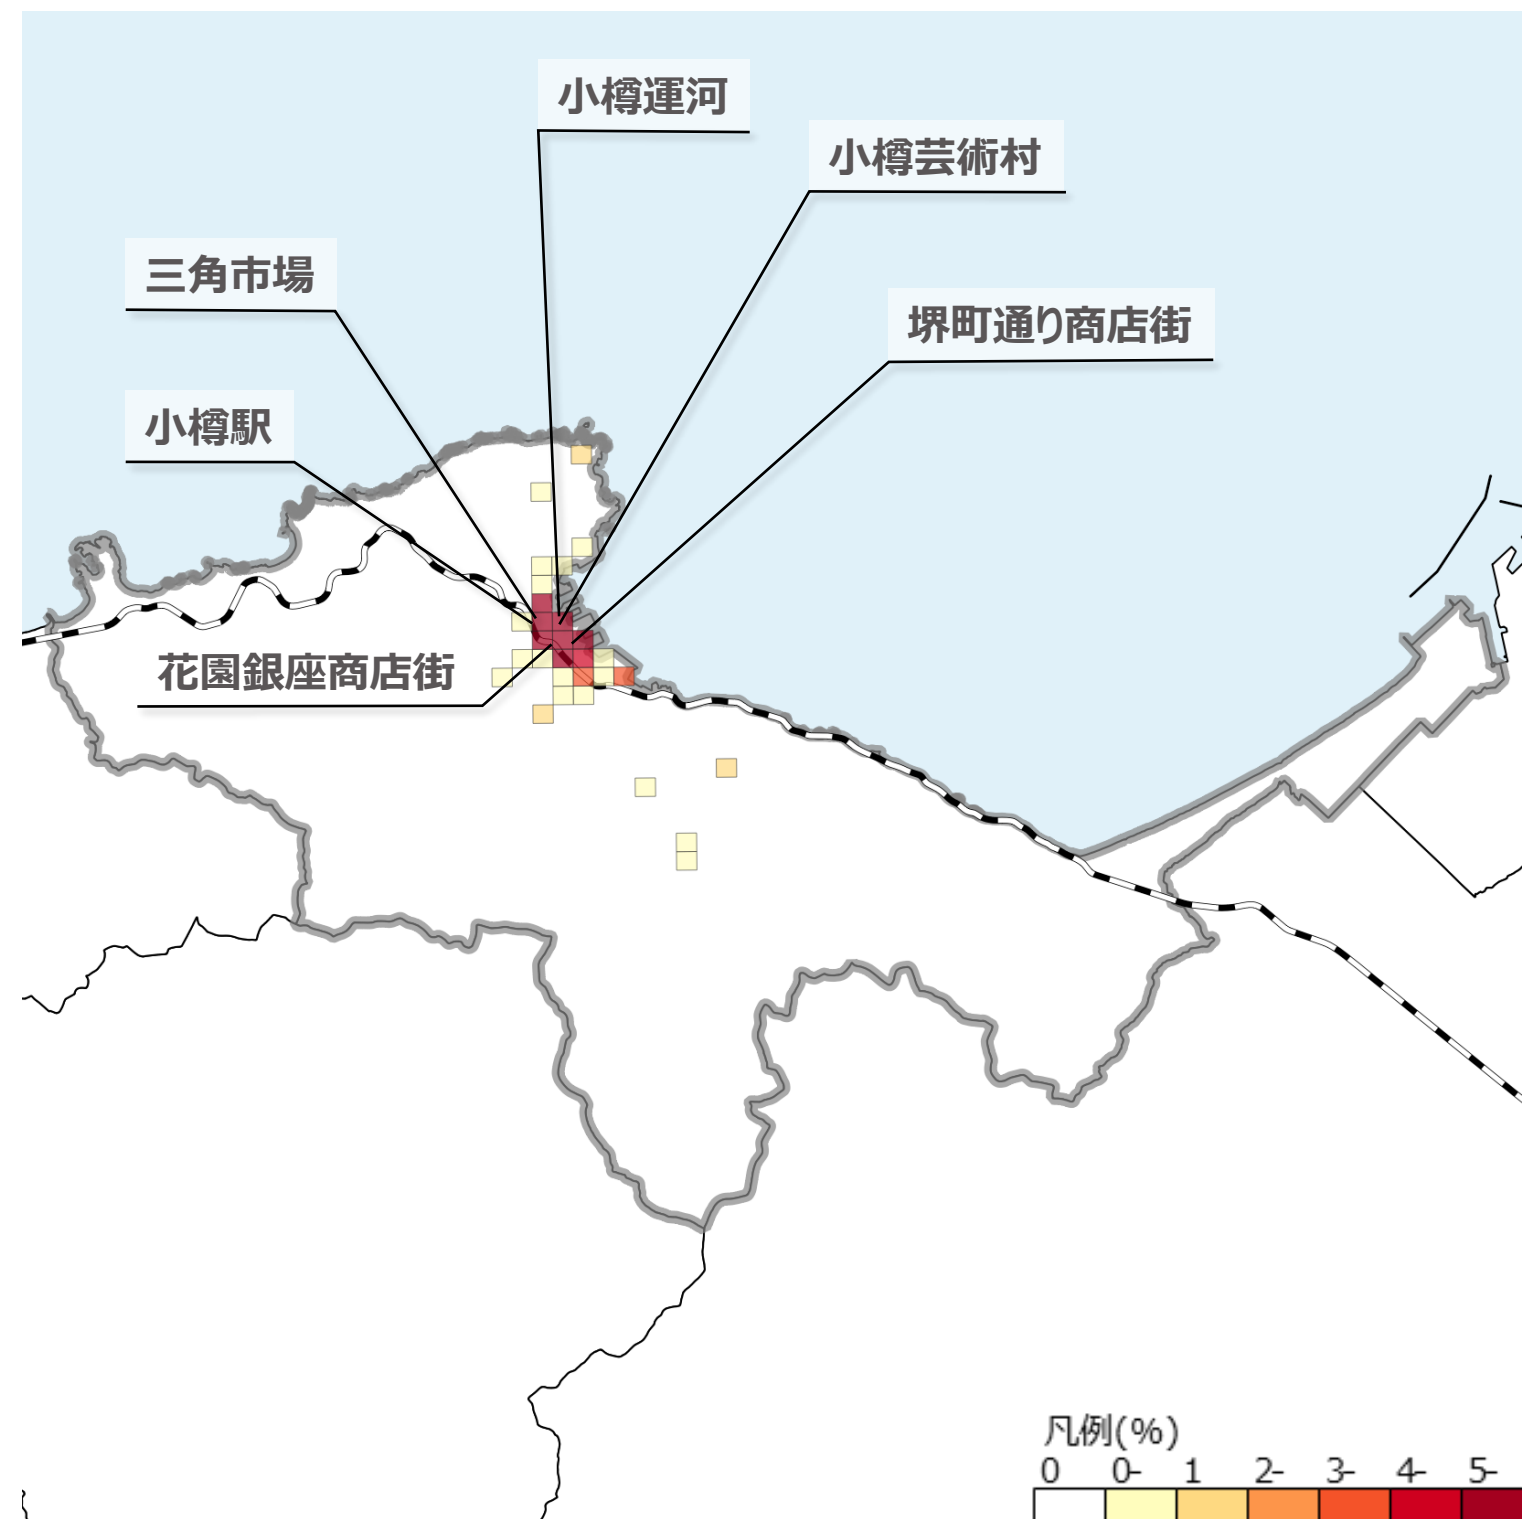 小樽運河
小樽芸術村
三角市場
堺町通り商店街
小樽駅
花園銀座商店街
凡例(%)
0 0- 1 2- 3- 4- 5-